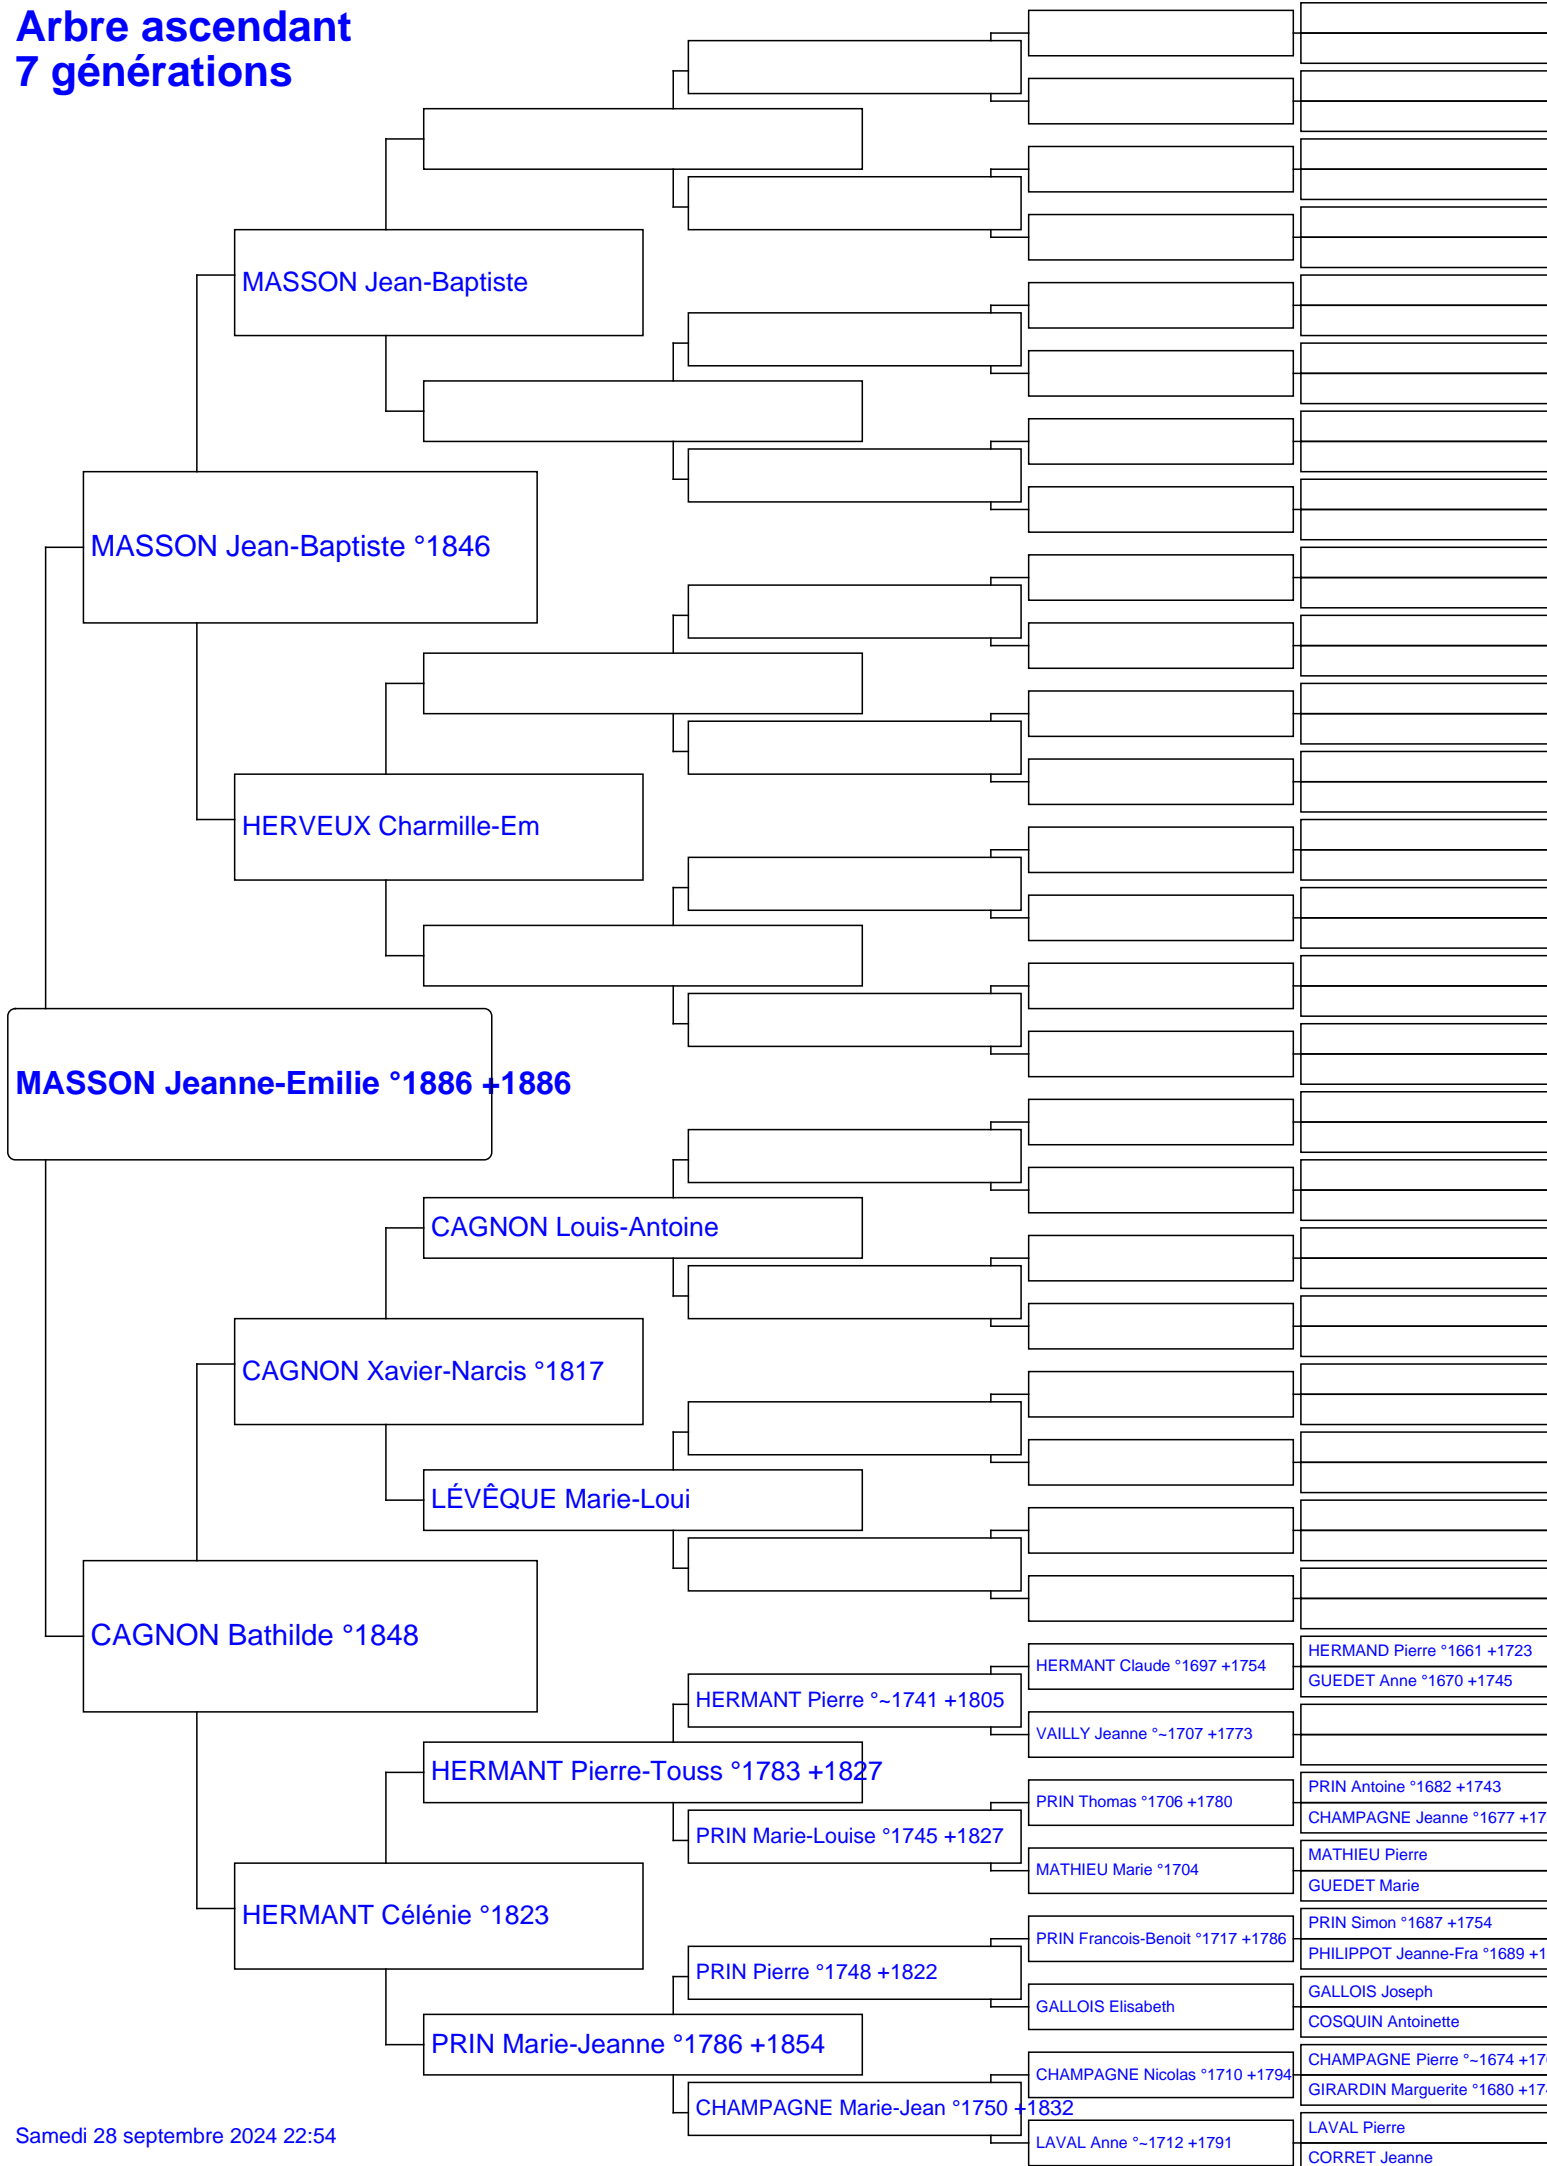 Arbre ascendant
7 générations
MASSON Jean-Baptiste
MASSON Jean-Baptiste °1846
HERVEUX Charmille-Em
MASSON Jeanne-Emilie °1886 +1886
CAGNON Louis-Antoine
CAGNON Xavier-Narcis °1817
LÉVÊQUE Marie-Loui
CAGNON Bathilde °1848
HERMAND Pierre °1661 +1723
HERMANT Claude °1697 +1754
GUEDET Anne °1670 +1745
HERMANT Pierre °~1741 +1805
VAILLY Jeanne °~1707 +1773
HERMANT Pierre-Touss °1783 +1827
PRIN Antoine °1682 +1743
PRIN Thomas °1706 +1780
CHAMPAGNE Jeanne °1677 +17
PRIN Marie-Louise °1745 +1827
MATHIEU Pierre
MATHIEU Marie °1704
GUEDET Marie
HERMANT Célénie °1823
PRIN Simon °1687 +1754
PRIN Francois-Benoit °1717 +1786
PHILIPPOT Jeanne-Fra °1689 +1
PRIN Pierre °1748 +1822
GALLOIS Joseph
GALLOIS Elisabeth
COSQUIN Antoinette
PRIN Marie-Jeanne °1786 +1854
CHAMPAGNE Pierre °~1674 +17
CHAMPAGNE Nicolas °1710 +1794
GIRARDIN Marguerite °1680 +17
CHAMPAGNE Marie-Jean °1750 +1832
LAVAL Pierre
LAVAL Anne °~1712 +1791
CORRET Jeanne
Samedi 28 septembre 2024 22:54